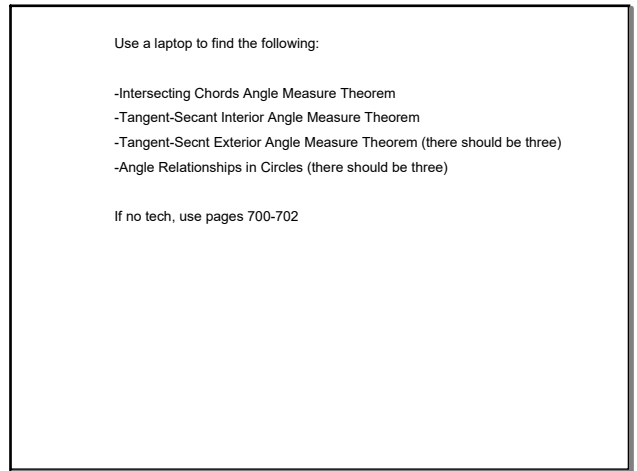 Use a laptop to find the following:
-Intersecting Chords Angle Measure Theorem
-Tangent-Secant Interior Angle Measure Theorem
-Tangent-Secnt Exterior Angle Measure Theorem (there should be three)
-Angle Relationships in Circles (there should be three)
If no tech, use pages 700-702